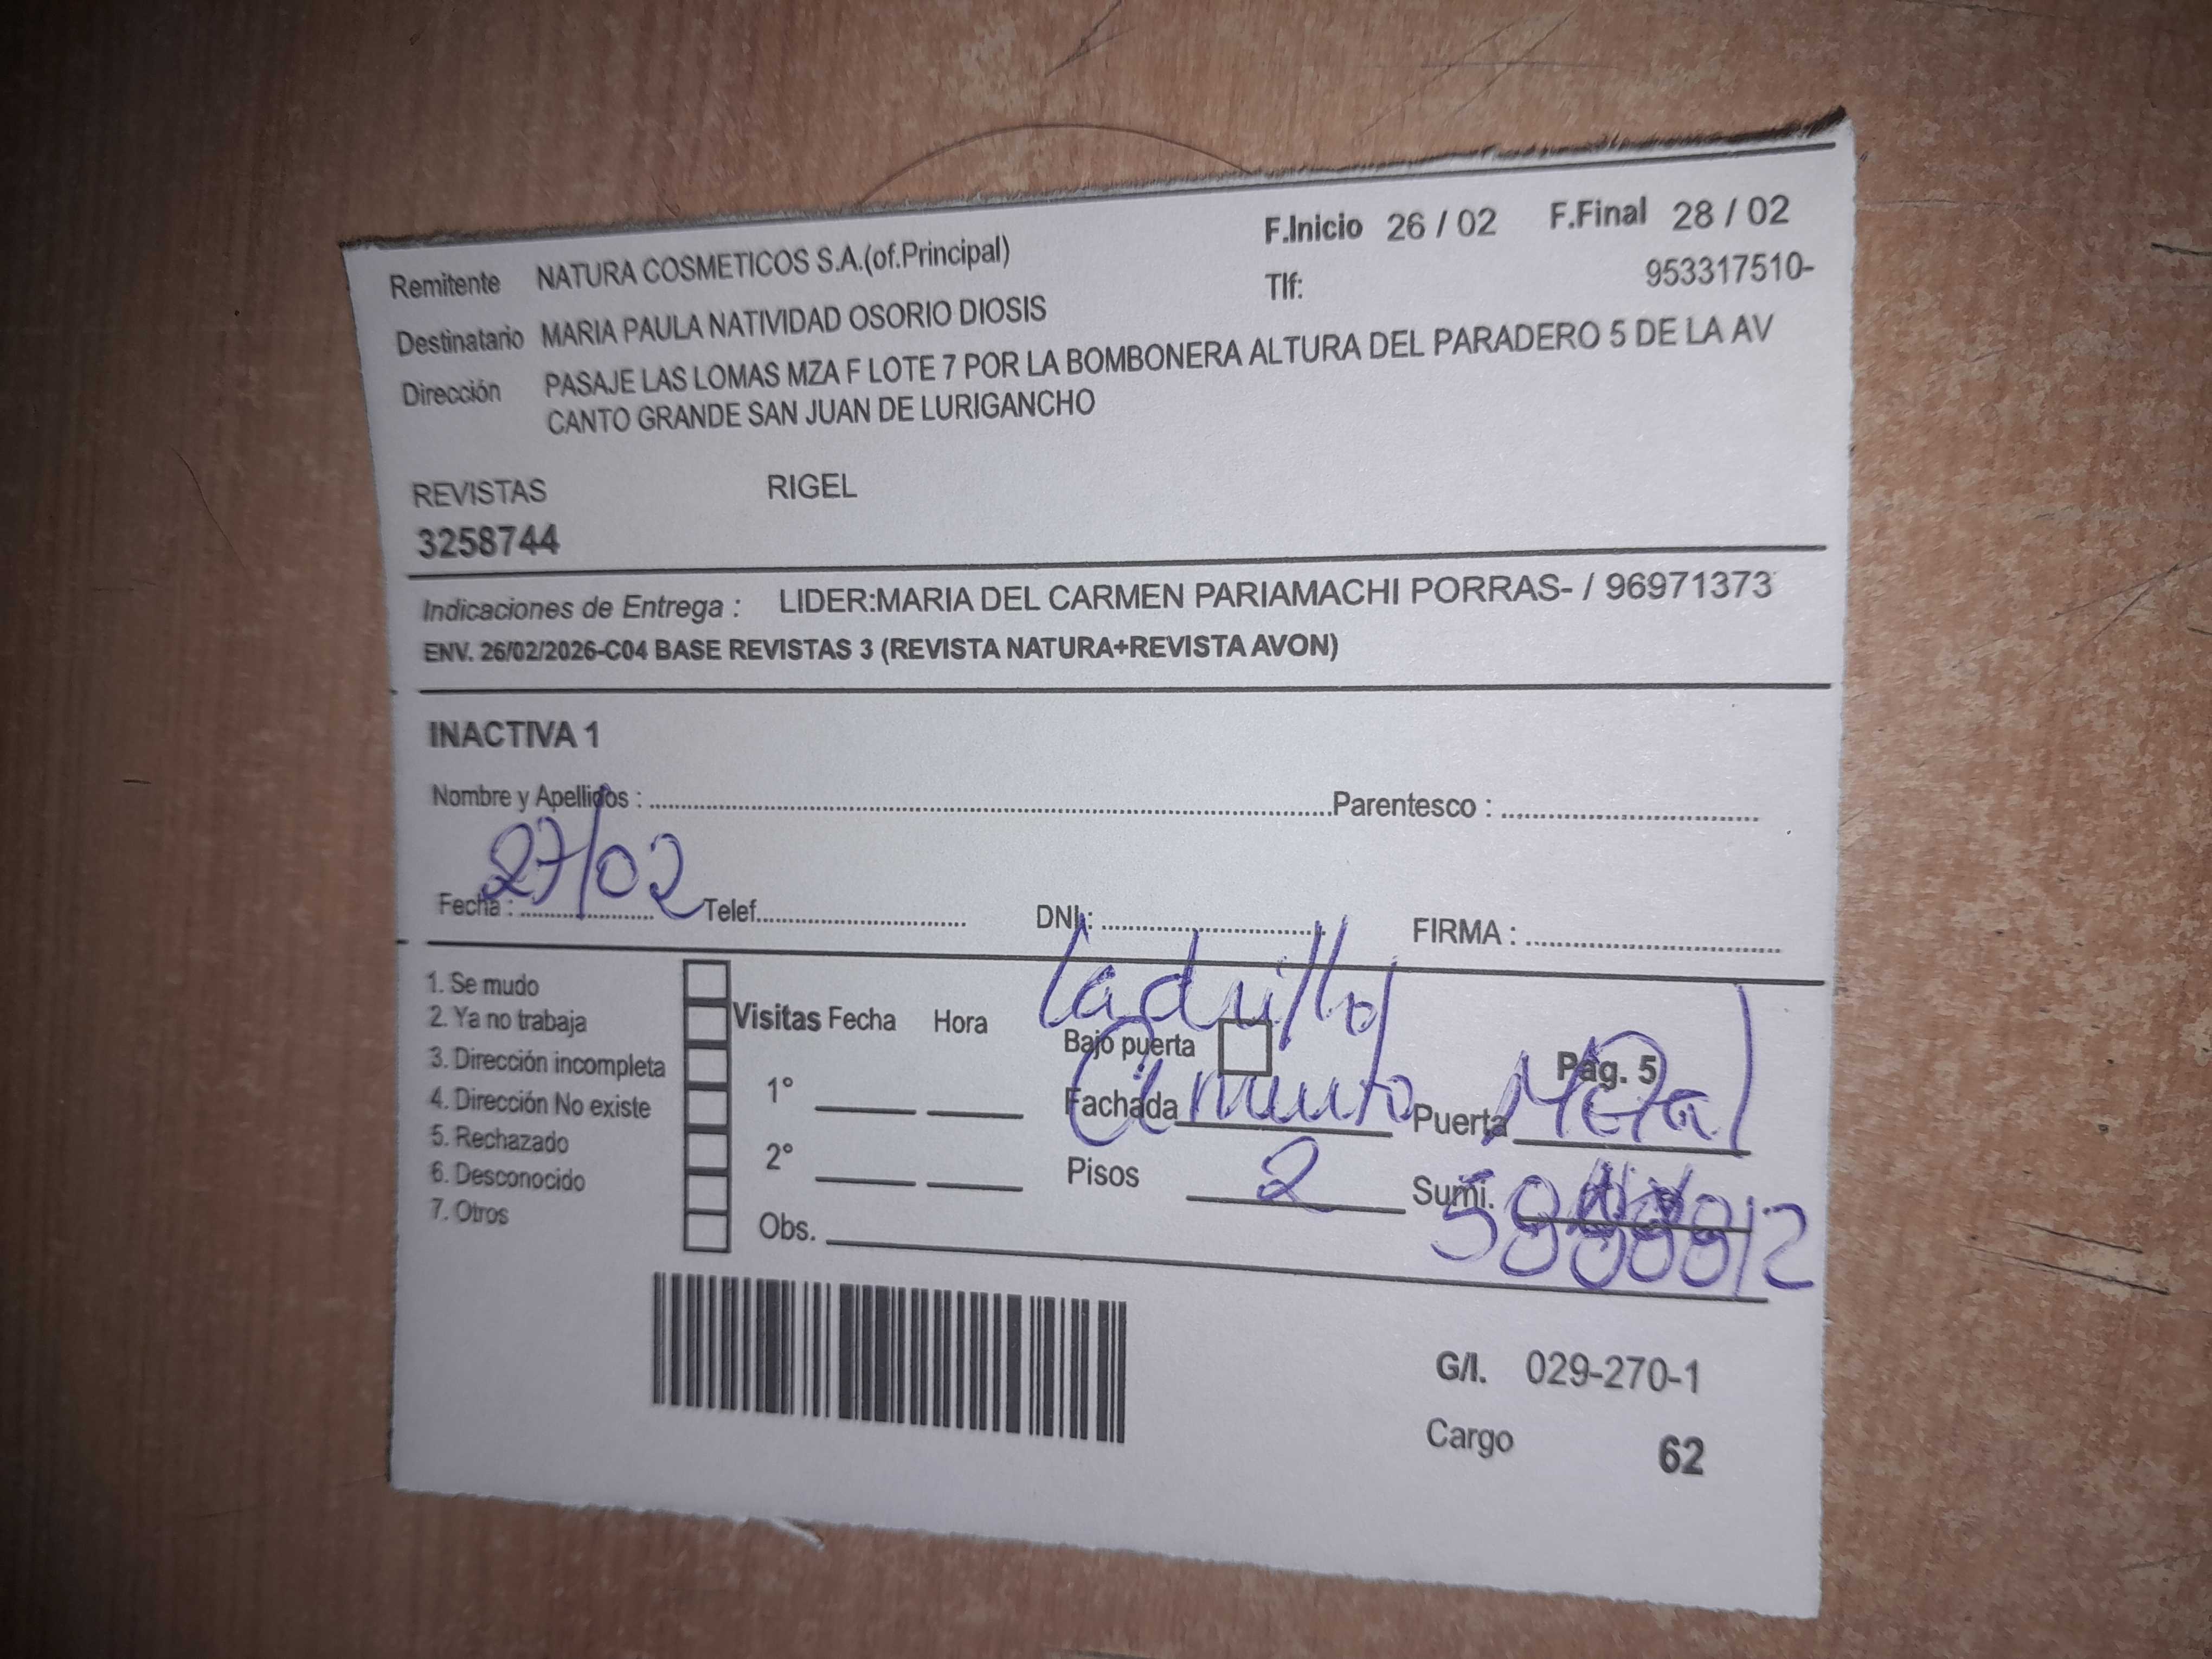 F.Inicio 26 / 02 F.Final 28 / 02
Remitente NATURA COSMETICOS S.A.(of.Principal)
Tlf: 953317510-
Destinatario MARIA PAULA NATIVIDAD OSORIO DIOSIS
Dirección PASAJE LAS LOMAS MZA F LOTE 7 POR LA BOMBONERA ALTURA DEL PARADERO 5 DE LA AV
CANTO GRANDE SAN JUAN DE LURIGANCHO
REVISTAS RIGEL
3258744
Indicaciones de Entrega : LIDER:MARIA DEL CARMEN PARIAMACHI PORRAS- / 96971373
ENV. 26/02/2026-C04 BASE REVISTAS 3 (REVISTA NATURA+REVISTA AVON)
INACTIVA 1
Nombre y Apellidos : Parentesco :
Fecha : 27/02 Telef. DNI : FIRMA :
1. Se mudo
2. Ya no trabaja
3. Dirección incompleta
4. Dirección No existe
5. Rechazado
6. Desconocido
7. Otros
Visitas Fecha Hora
1°
2°
Obs.
Ladrillo
Bajo puerta
Pág. 5
Fachada Cemento Puerta Metal
Pisos 2 Sumi.
G/I. 029-270-1
Cargo 62